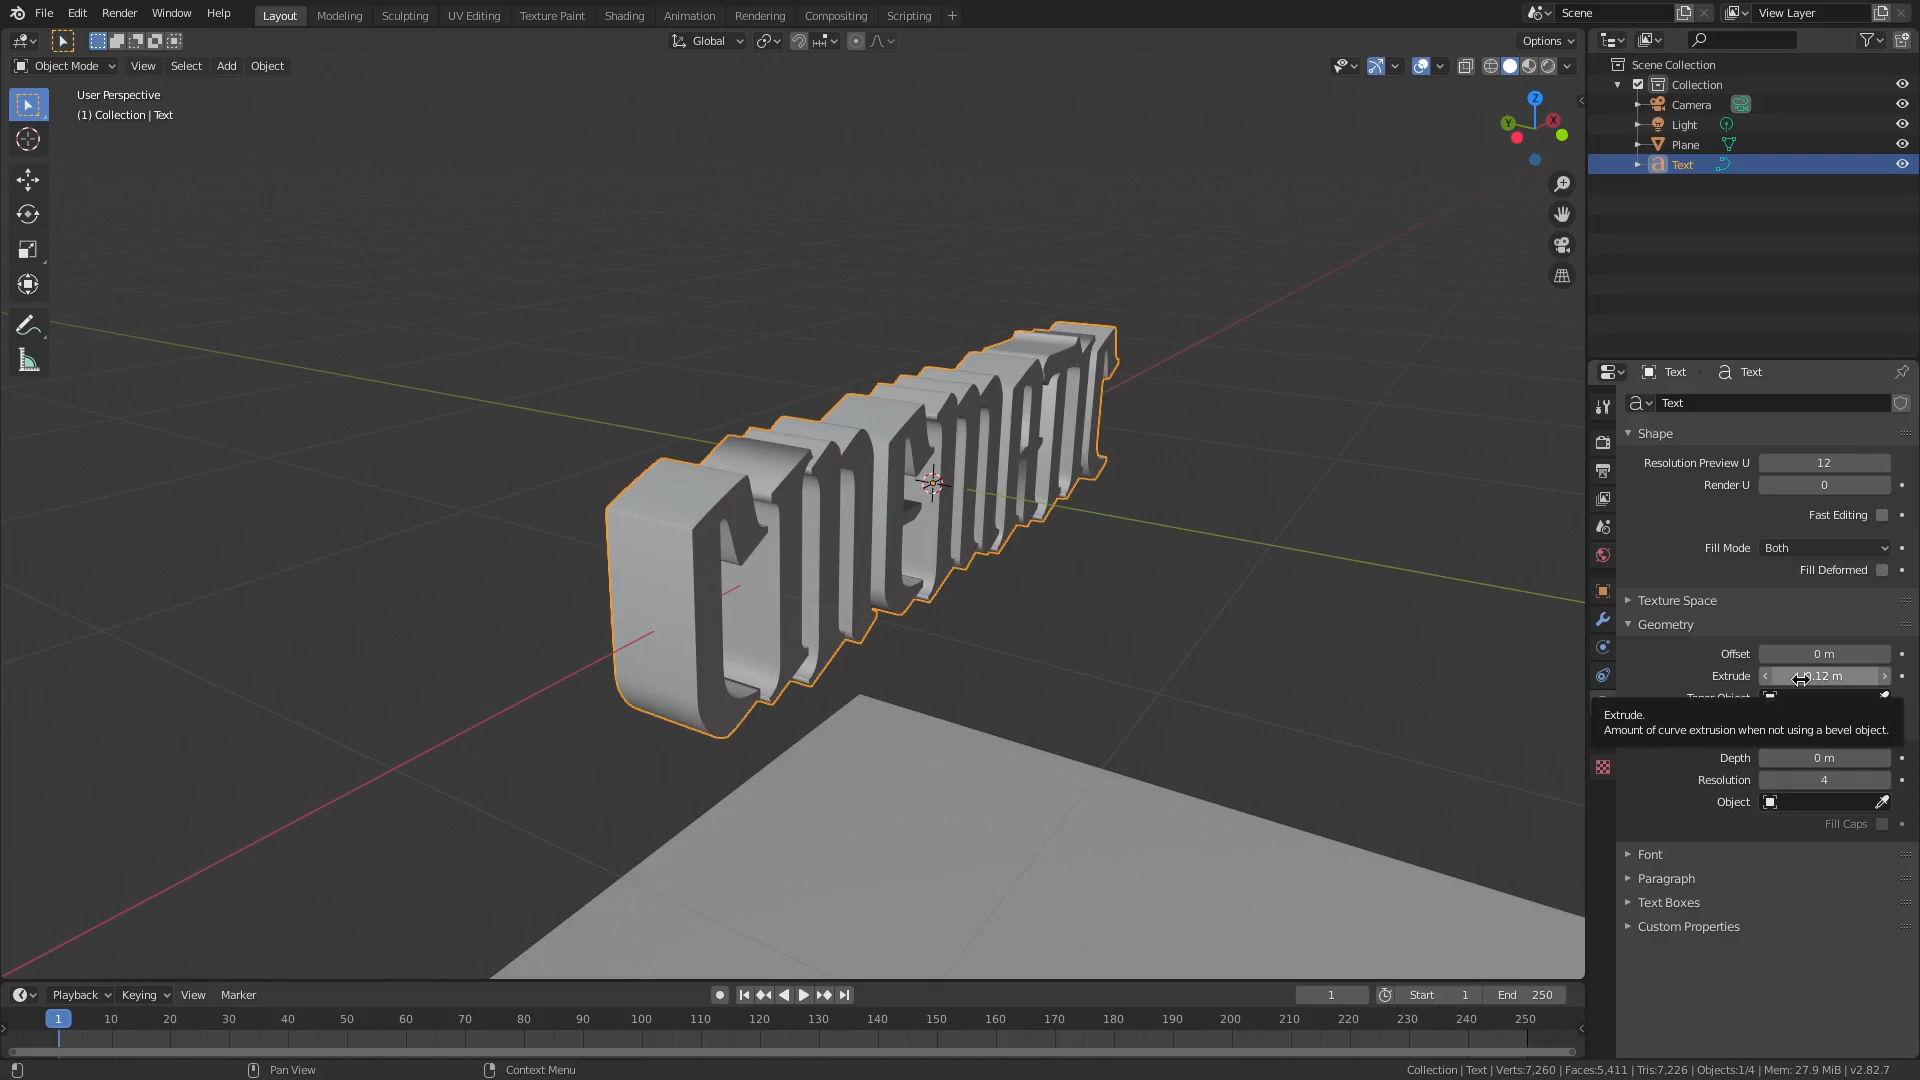 File Edit Render Window Help Layout Modeling Sculpting UV Editing Texture Paint Shading Animation Rendering Compositing Scripting + Scene View Layer
Global Options
Object Mode View Select Add Object
User Perspective
(1) Collection | Text
Z
Y X
Scene Collection
Collection
Camera
Light
Plane
Text
Text Text
Text
Shape
Resolution Preview U 12
Render U 0
Fast Editing
Fill Mode Both
Fill Deformed
Texture Space
Geometry
Offset 0 m
Extrude .12 m
Extrude.
Amount of curve extrusion when not using a bevel object.
Depth 0 m
Resolution 4
Object
Fill Caps
Font
Paragraph
Text Boxes
Custom Properties
Playback Keying View Marker 1 Start 1 End 250
1 10 20 30 40 50 60 70 80 90 100 110 120 130 140 150 160 170 180 190 200 210 220 230 240 250
Pan View Context Menu Collection | Text | Verts:7,260 | Faces:5,411 | Tris:7,226 | Objects:1/4 | Mem: 27.9 MiB | v2.82.7